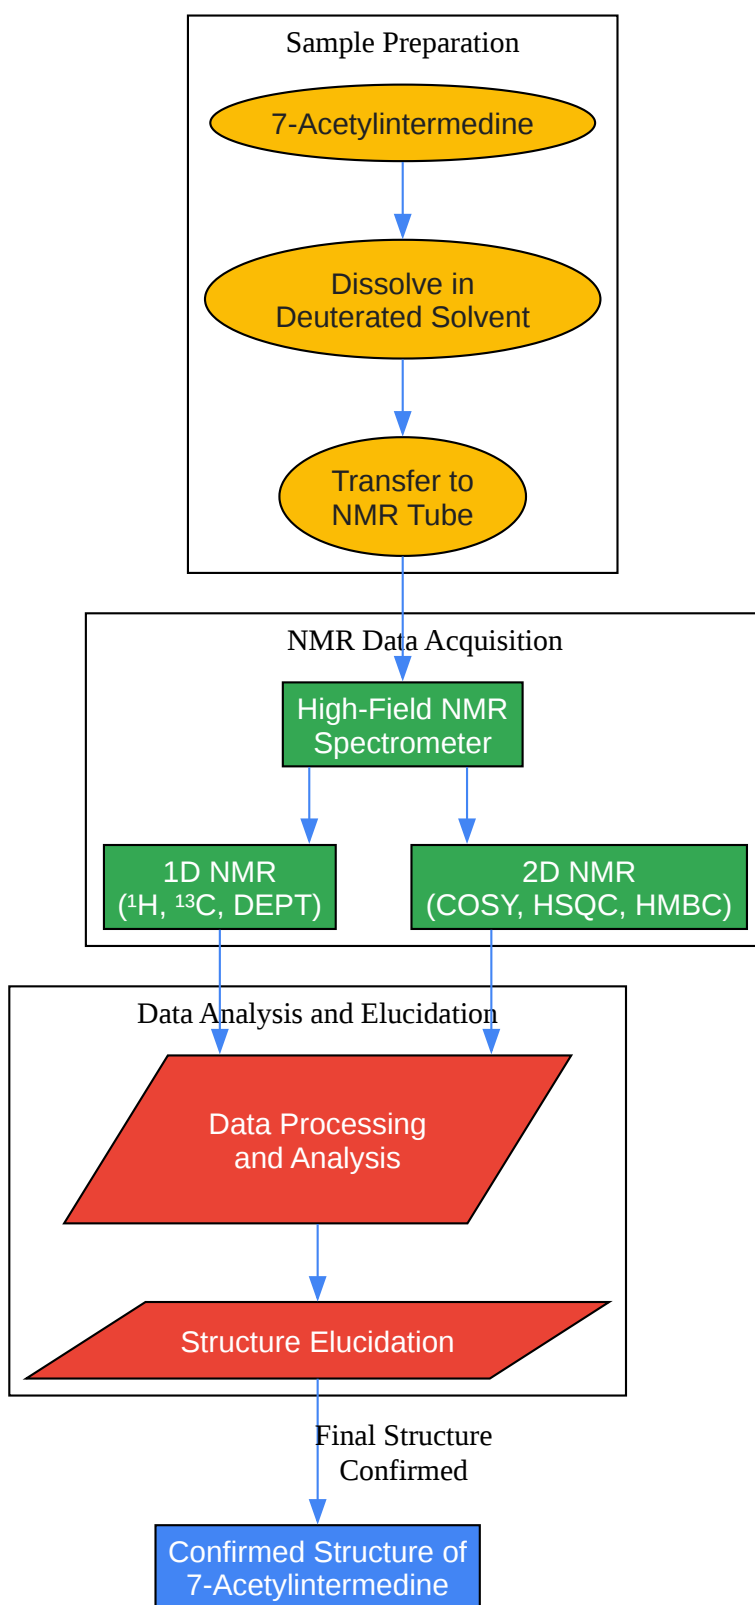 Sample Preparation
7-Acetylintermedine
Dissolve in
Deuterated Solvent
Transfer to
NMR Tube
NMR Data Acquisition
High-Field NMR
Spectrometer
1D NMR
(¹H, ¹³C, DEPT)
2D NMR
(COSY, HSQC, HMBC)
Data Analysis and Elucidation
Data Processing
and Analysis
Structure Elucidation
Final Structure
Confirmed
Confirmed Structure of
7-Acetylintermedine